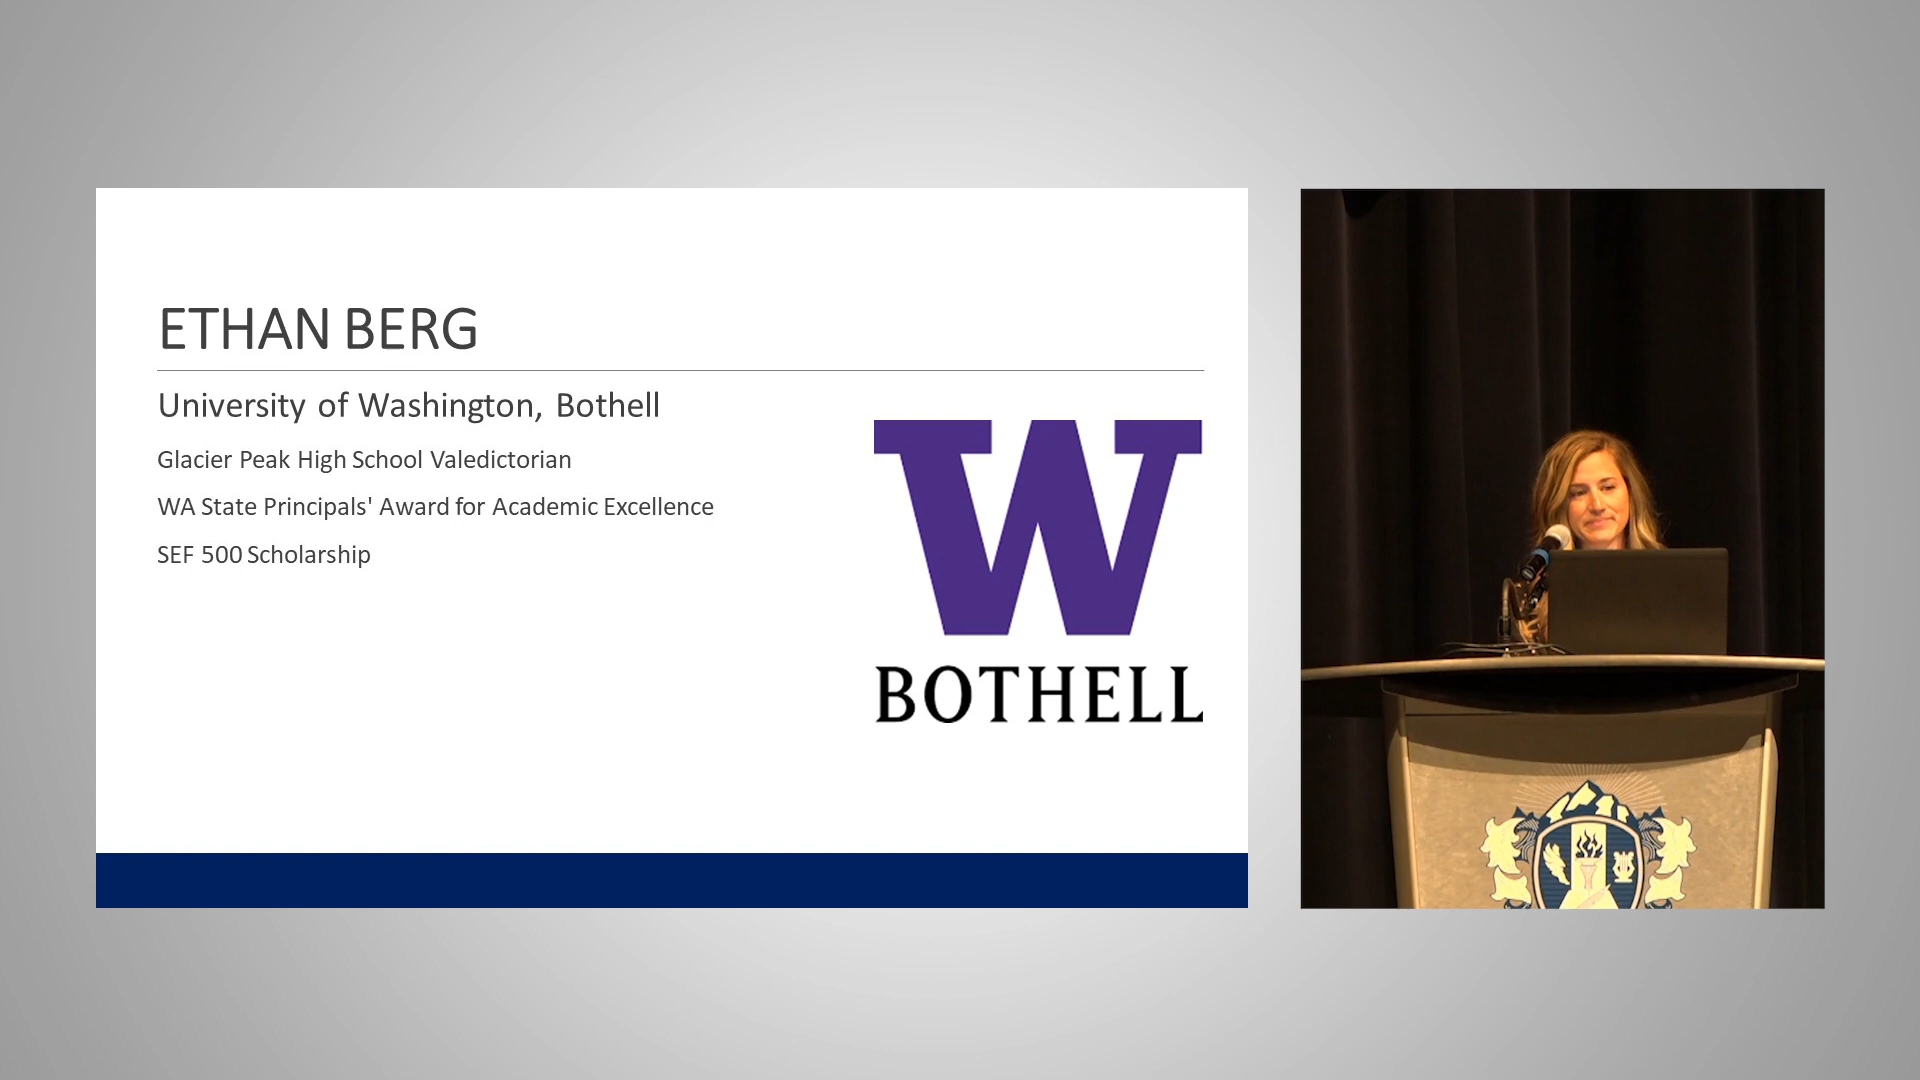 ETHAN BERG
University of Washington, Bothell
Glacier Peak High School Valedictorian
WA State Principals' Award for Academic Excellence
SEF 500 Scholarship
W
BOTHELL